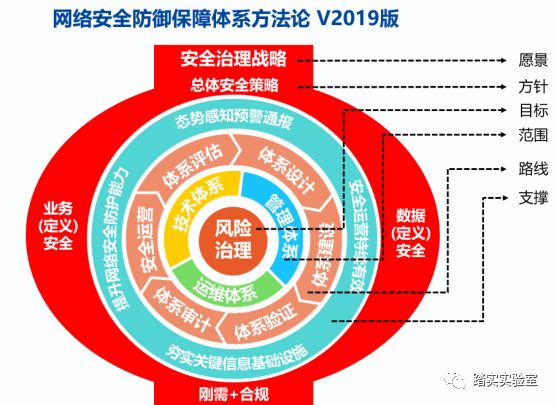 网络安全防御保障体系方法论 V2019版
安全治理战略
总体安全策略
愿景
方针
目标
范围
路线
支撑
态势感知预警通报
提升网络安全防护能力
安全运营持续有效
夯实关键信息基础设施
体系评估
体系设计
体系建设
体系验证
体系审计
安全运营
技术体系
管理体系
运维体系
风险
治理
业务
(定义)
安全
数据
(定义)
安全
刚需+合规
踏实实验室